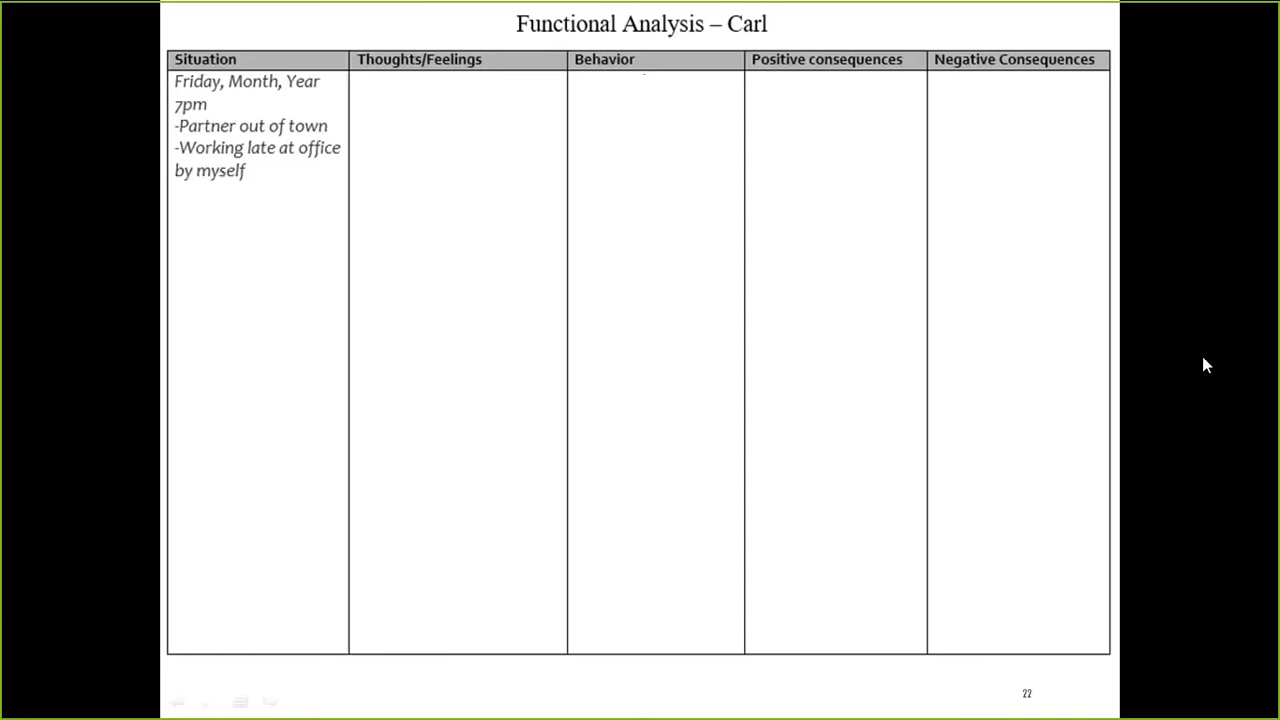 Functional Analysis – Carl
Situation Thoughts/Feelings Behavior Positive consequences Negative Consequences
Friday, Month, Year
7pm
-Partner out of town
-Working late at office
by myself
22